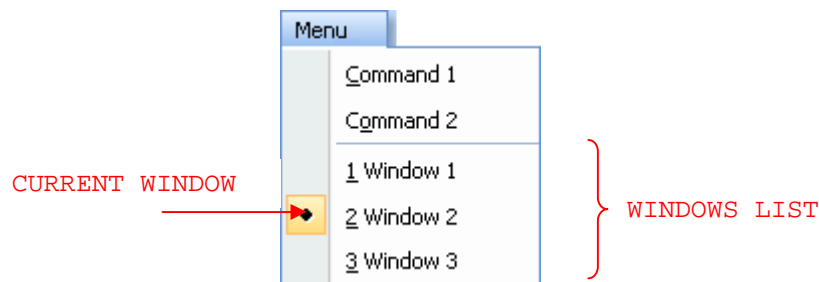 Menu
Command 1
Command 2
1 Window 1
CURRENT WINDOW
2 Window 2
WINDOWS LIST
3 Window 3